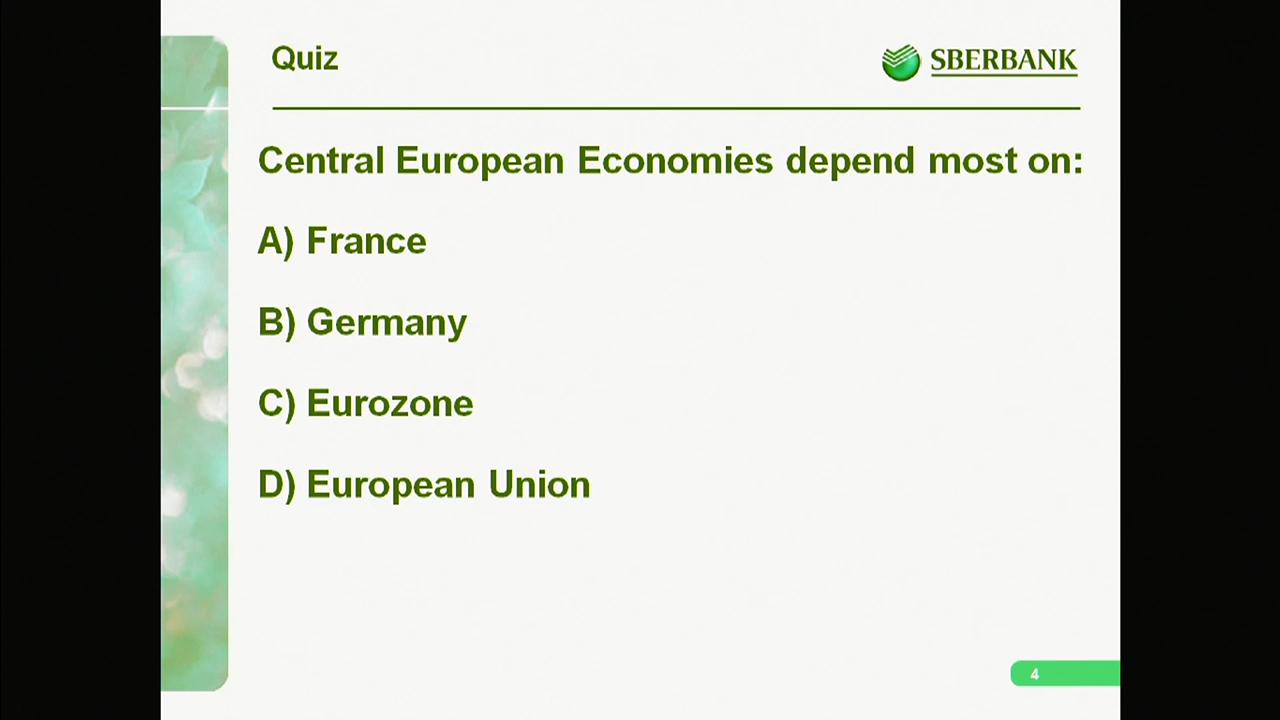 Quiz
SBERBANK
Central European Economies depend most on:
A) France
B) Germany
C) Eurozone
D) European Union
4